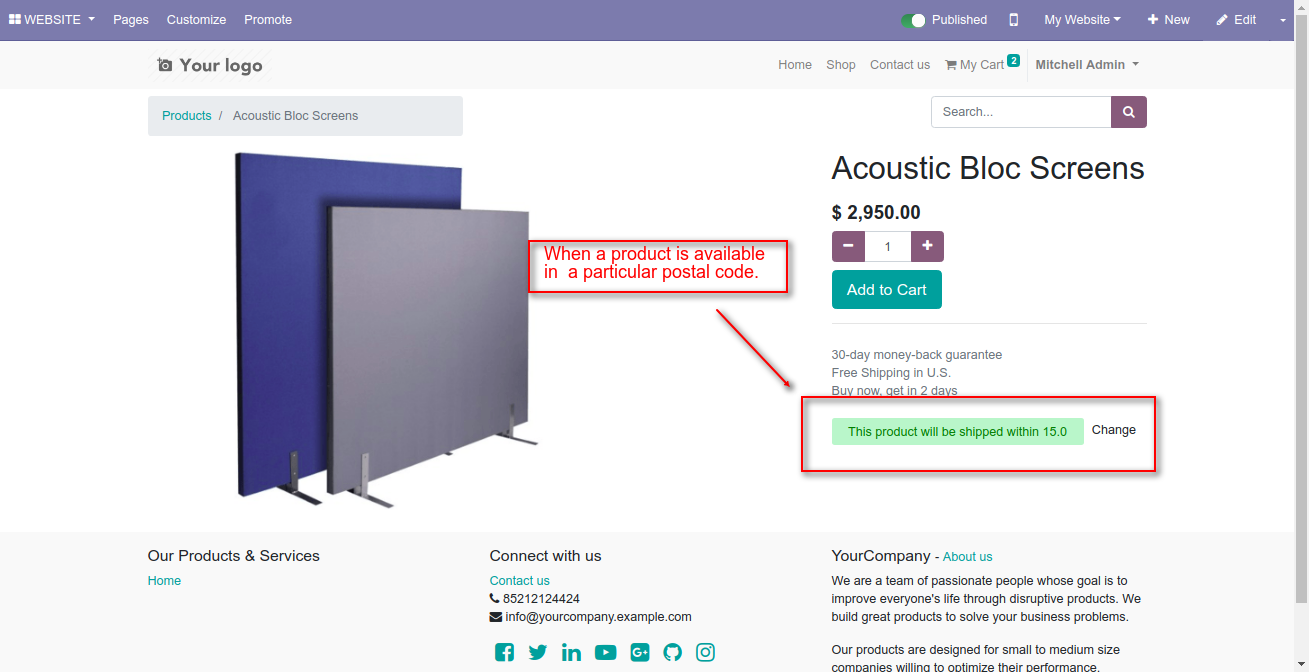 WEBSITE Pages Customize Promote Published My Website New Edit
Your logo Home Shop Contact us My Cart 2 Mitchell Admin
Products / Acoustic Bloc Screens Search...
Acoustic Bloc Screens
$ 2,950.00
1
Add to Cart
When a product is available
in a particular postal code.
30-day money-back guarantee
Free Shipping in U.S.
Buy now, get in 2 days
This product will be shipped within 15.0 Change
Our Products & Services
Home
Connect with us
Contact us
85212124424
info@yourcompany.example.com
YourCompany - About us
We are a team of passionate people whose goal is to
improve everyone's life through disruptive products. We
build great products to solve your business problems.
Our products are designed for small to medium size
companies willing to optimize their performance.